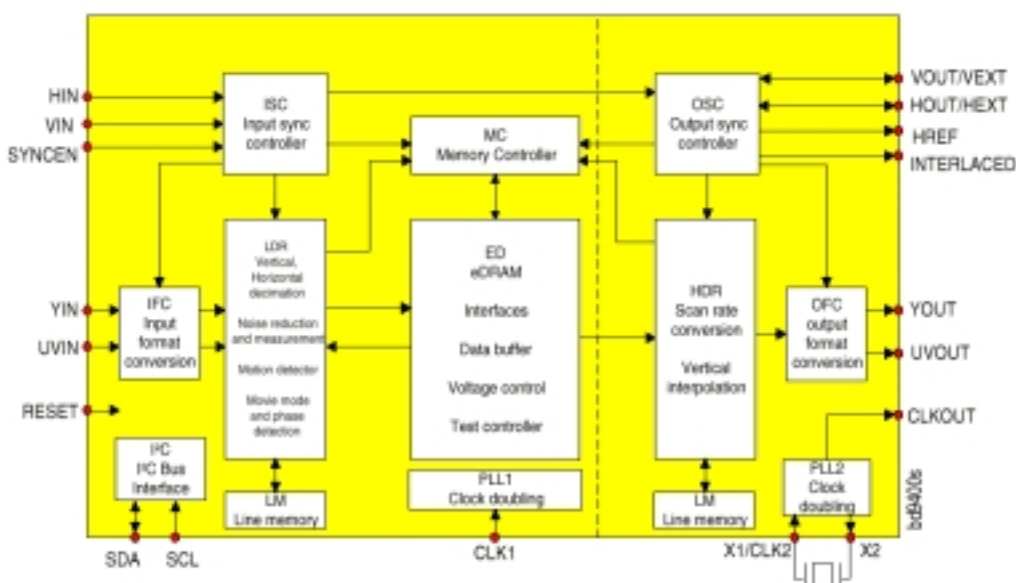 HIN
VIN
SYNCEN
YIN
UVIN
RESET
SDA
SCL
ISC
Input sync
controller
IFC
Input
format
conversion
I²C
I²C Bus
Interface
LDR
Vertical,
Horizontal
decimation
Noise reduction
and measurement
Motion detector
Movie mode
and phase
detection
LM
Line memory
MC
Memory Controller
ED
eDRAM
Interfaces
Data buffer
Voltage control
Test controller
PLL1
Clock doubling
CLK1
OSC
Output sync
controller
HDR
Scan rate
conversion
Vertical
interpolation
LM
Line memory
OFC
output
format
conversion
PLL2
Clock
doubling
X1/CLK2
X2
VOUT/VEXT
HOUT/HEXT
HREF
INTERLACED
YOUT
UVOUT
CLKOUT
bd9400s